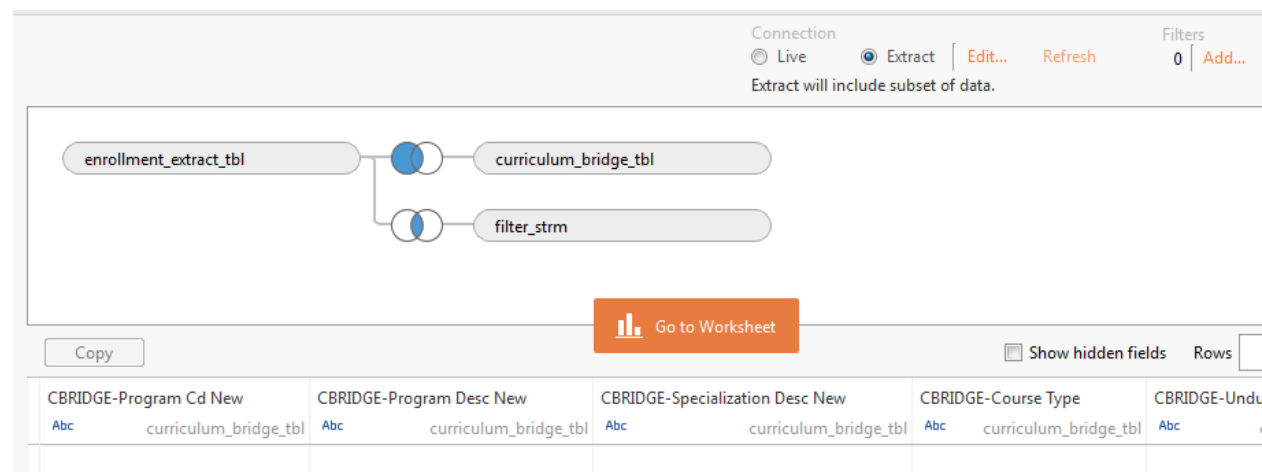 Connection
Filters
Live
Extract
Edit...
Refresh
0
Add...
Extract will include subset of data.
enrollment_extract_tbl
curriculum_bridge_tbl
filter_strm
Go to Worksheet
Copy
Show hidden fields
Rows
CBRIDGE-Program Cd New
CBRIDGE-Program Desc New
CBRIDGE-Specialization Desc New
CBRIDGE-Course Type
CBRIDGE-Undu
Abc
curriculum_bridge_tbl
Abc
curriculum_bridge_tbl
Abc
curriculum_bridge_tbl
Abc
curriculum_bridge_tbl
Abc